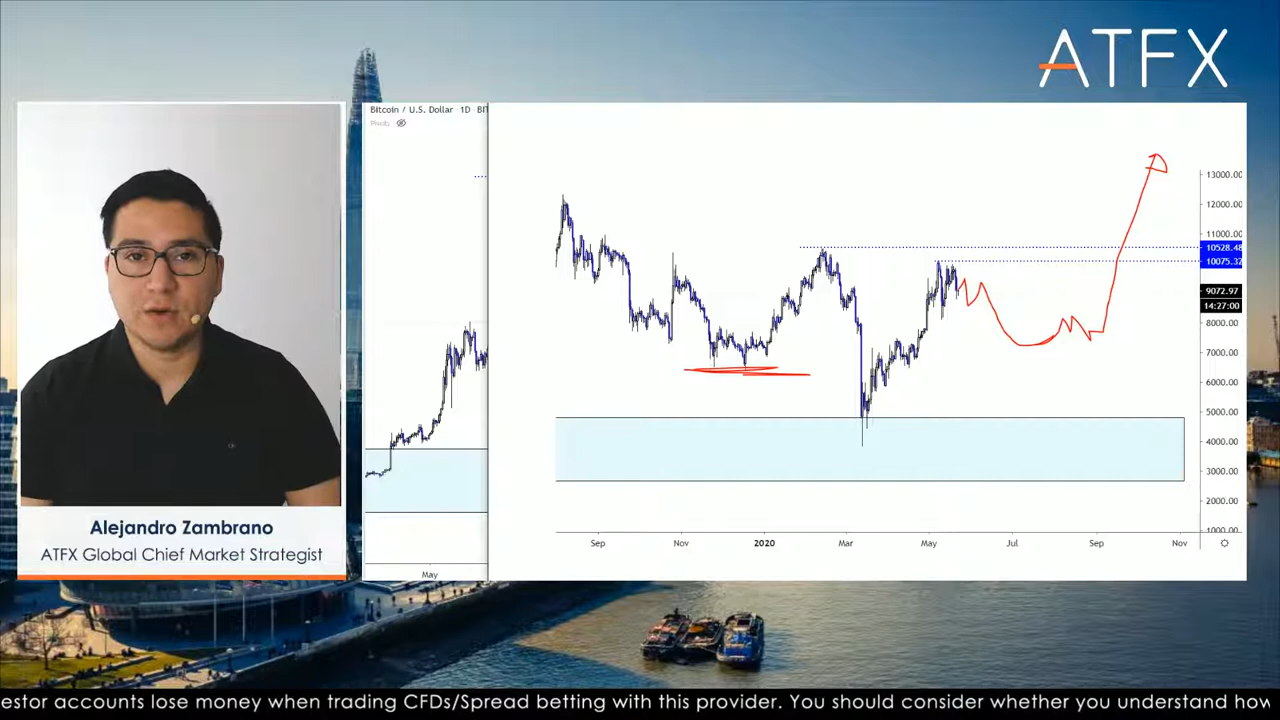 ATFX
Bitcoin / U.S. Dollar · 1D · BIT
Pivots
13000.00
12000.00
11000.00
10528.48
10075.32
9072.97
14:27:00
8000.00
7000.00
6000.00
5000.00
4000.00
3000.00
2000.00
1000.00
Sep Nov 2020 Mar May Jul Sep Nov
May
Alejandro Zambrano
ATFX Global Chief Market Strategist
estor accounts lose money when trading CFDs/Spread betting with this provider. You should consider whether you understand how